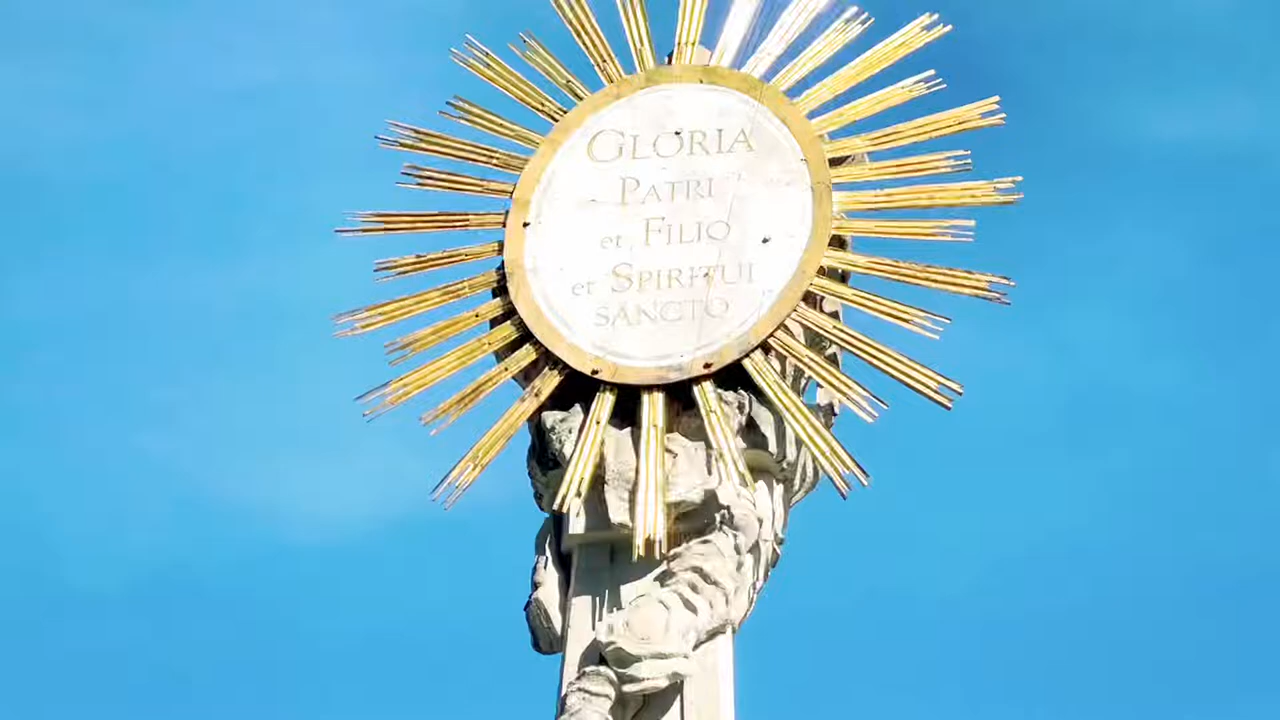 GLORIA
PATRI
et FILIO
et SPIRITUI
SANCTO